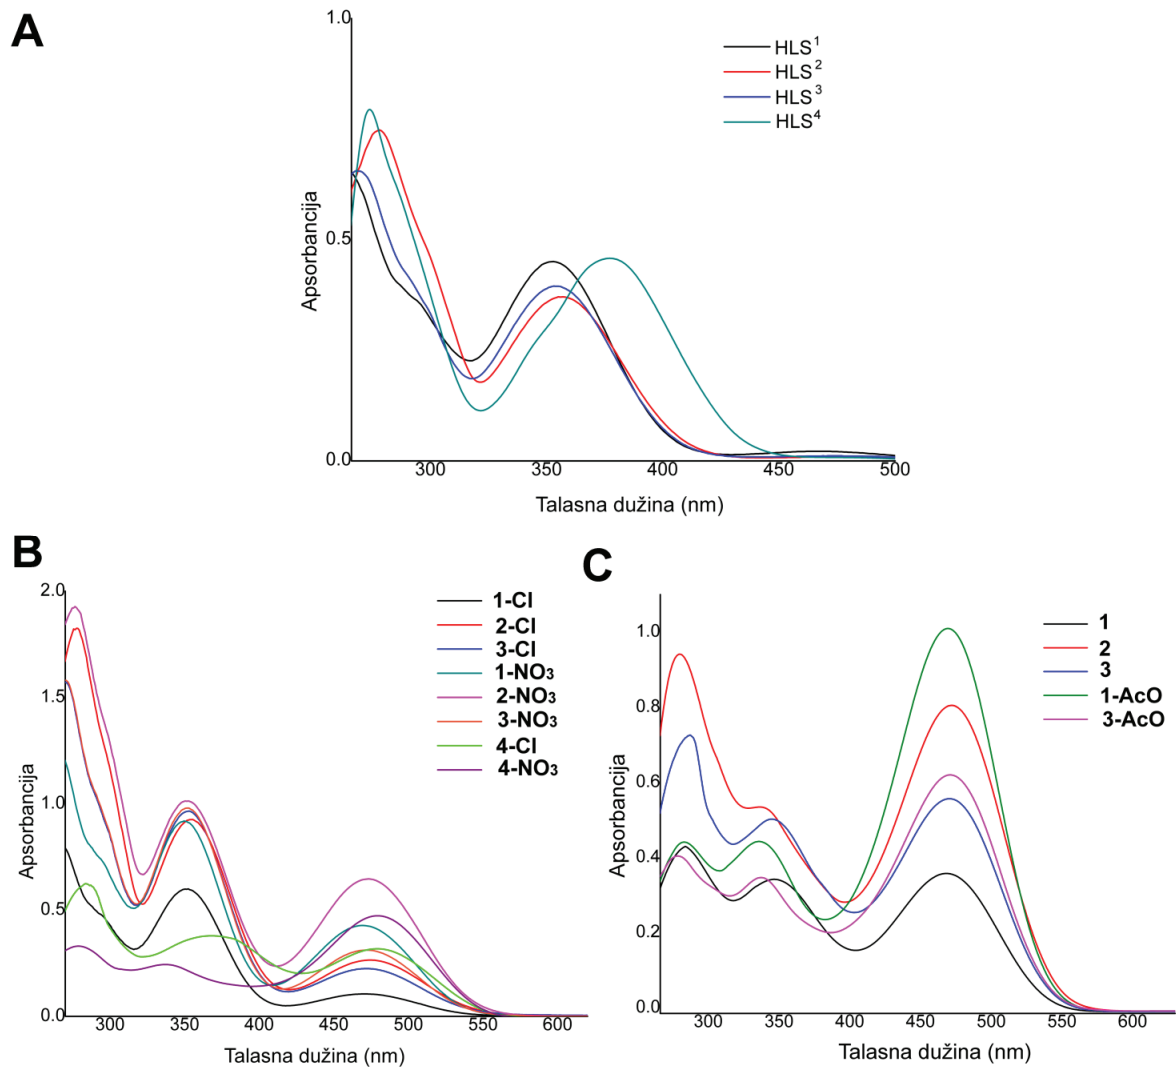 A
1.0
0.5
0.0
Apsorbancija
HLS¹
HLS²
HLS³
HLS⁴
300
350
400
450
500
Talasna dužina (nm)
B
2.0
1.5
1.0
0.5
0.0
Apsorbancija
1-Cl
2-Cl
3-Cl
1-NO₃
2-NO₃
3-NO₃
4-Cl
4-NO₃
300
350
400
450
500
550
600
Talasna dužina (nm)
C
1.0
0.8
0.6
0.4
0.2
0.0
Apsorbancija
1
2
3
1-AcO
3-AcO
300
350
400
450
500
550
600
Talasna dužina (nm)